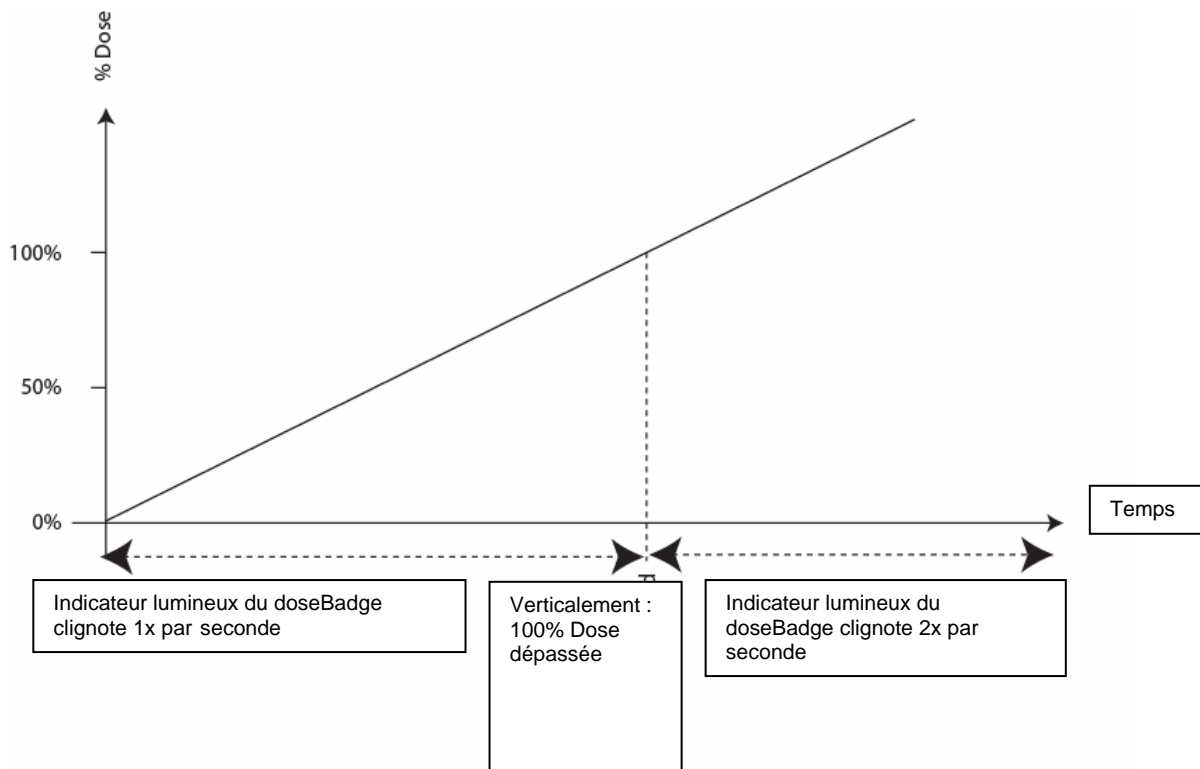 % Dose
100%
50%
0%
Temps
Indicateur lumineux du doseBadge
clignote 1x par seconde
Verticalement :
100% Dose
dépassée
Indicateur lumineux du
doseBadge clignote 2x par
seconde